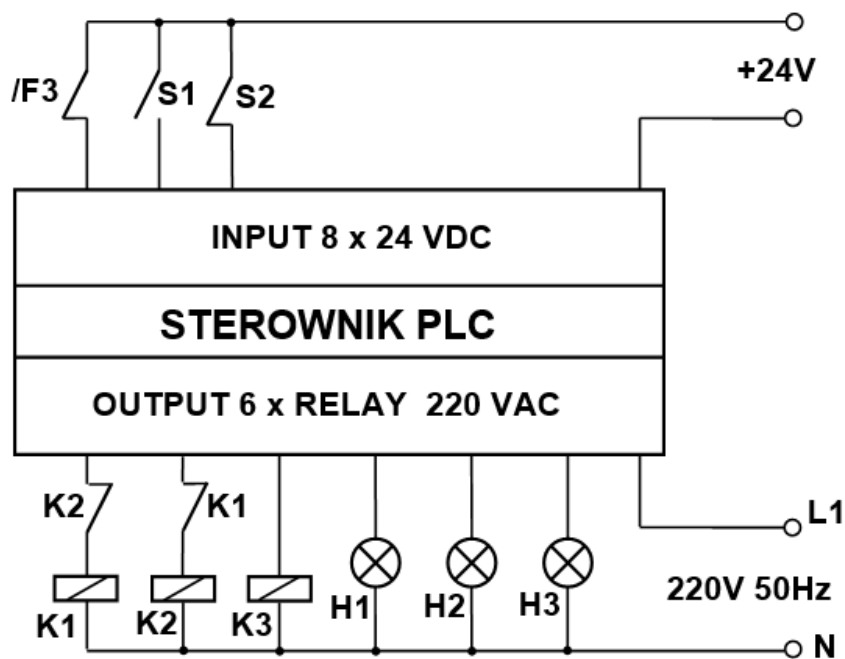 +24V
/F3 S1 S2
INPUT 8 x 24 VDC
STEROWNIK PLC
OUTPUT 6 x RELAY 220 VAC
K2 K1
L1
220V 50Hz
K1 K2 K3 H1 H2 H3
N